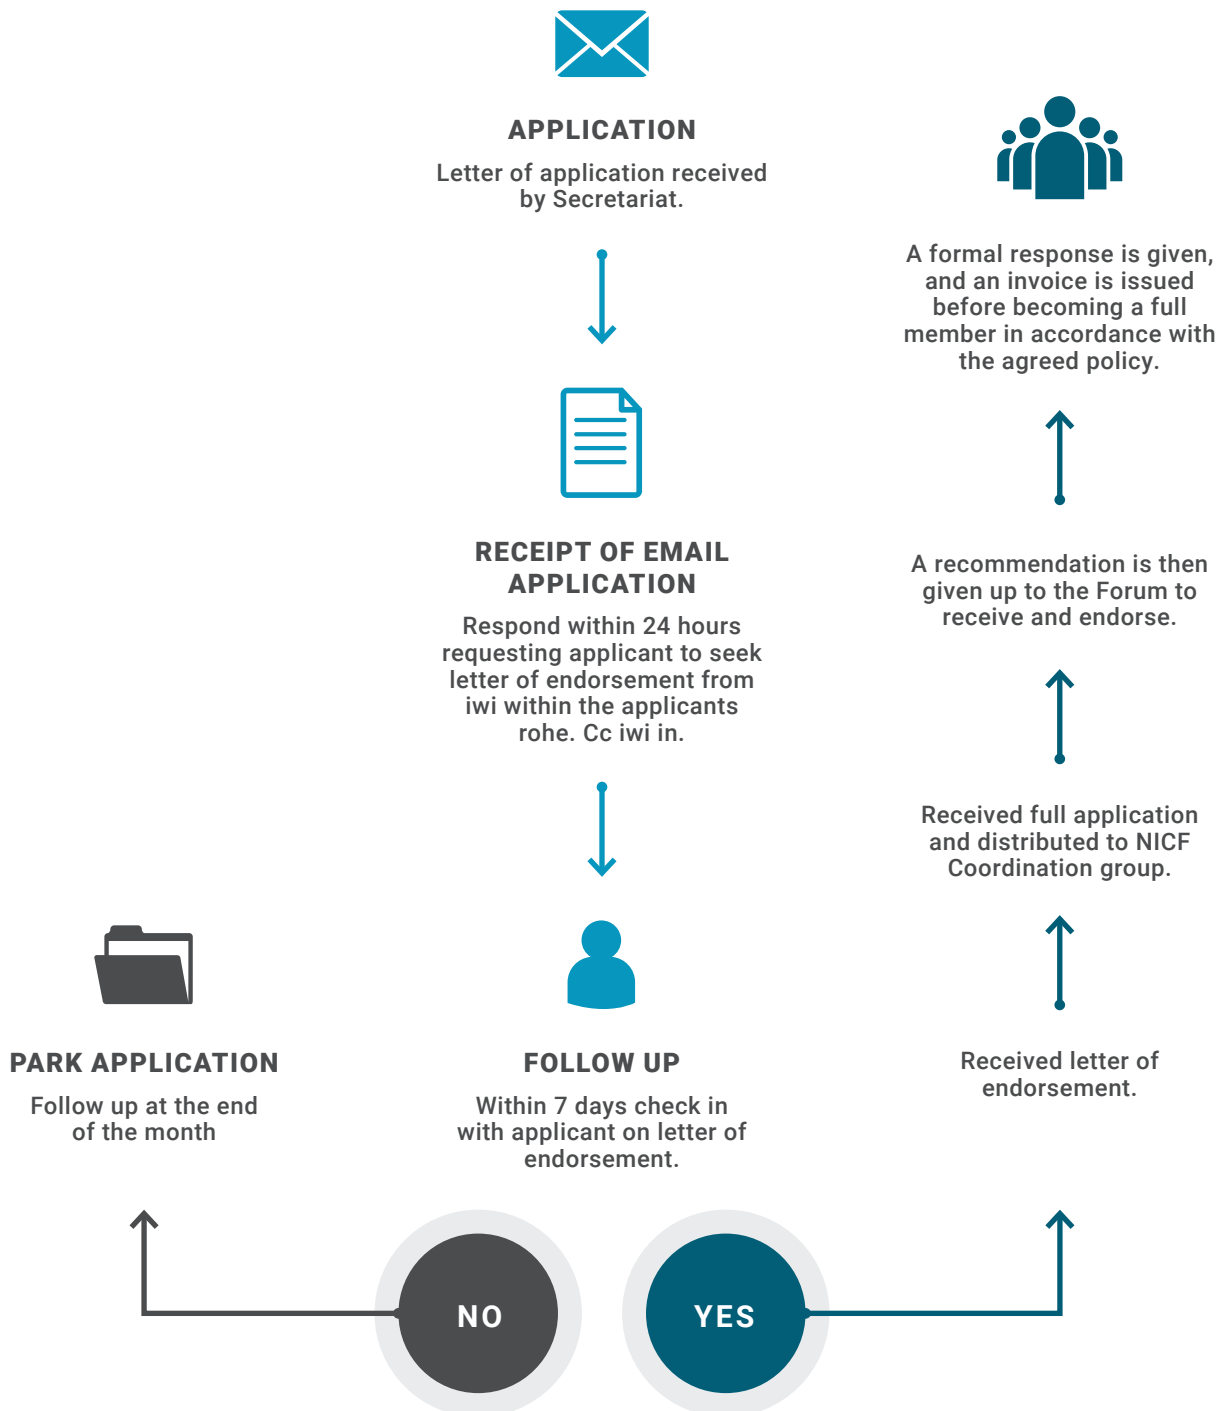 APPLICATION
Letter of application received
by Secretariat.
RECEIPT OF EMAIL
APPLICATION
Respond within 24 hours
requesting applicant to seek
letter of endorsement from
iwi within the applicants
rohe. Cc iwi in.
FOLLOW UP
Within 7 days check in
with applicant on letter of
endorsement.
NO
PARK APPLICATION
Follow up at the end
of the month
YES
Received letter of
endorsement.
Received full application
and distributed to NICF
Coordination group.
A recommendation is then
given up to the Forum to
receive and endorse.
A formal response is given,
and an invoice is issued
before becoming a full
member in accordance with
the agreed policy.